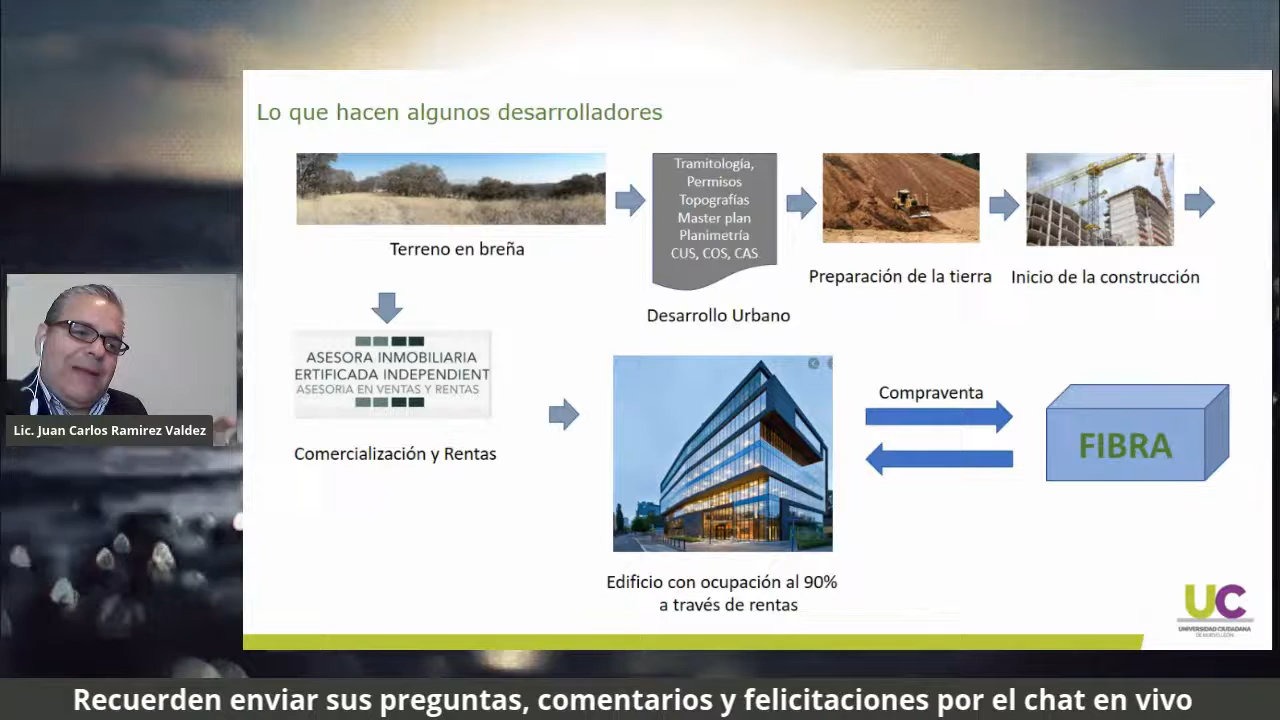 Lo que hacen algunos desarrolladores
Tramitología,
Permisos
Topografías
Master plan
Planimetría
CUS, COS, CAS
Terreno en breña
Desarrollo Urbano
Preparación de la tierra
Inicio de la construcción
ASESORA INMOBILIARIA
ERTIFICADA INDEPENDIENT
ASESORIA EN VENTAS Y RENTAS
Comercialización y Rentas
Edificio con ocupación al 90%
a través de rentas
Compraventa
FIBRA
Lic. Juan Carlos Ramirez Valdez
UC
UNIVERSIDAD CIUDADANA
DE NUEVO LEÓN
Recuerden enviar sus preguntas, comentarios y felicitaciones por el chat en vivo